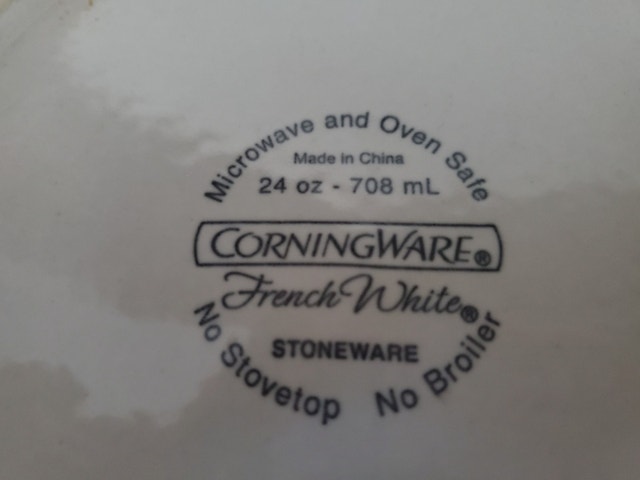 Microwave and Oven Safe
Made in China
24 oz - 708 mL
CORNINGWARE®
French White®
STONEWARE
No Stovetop No Broiler